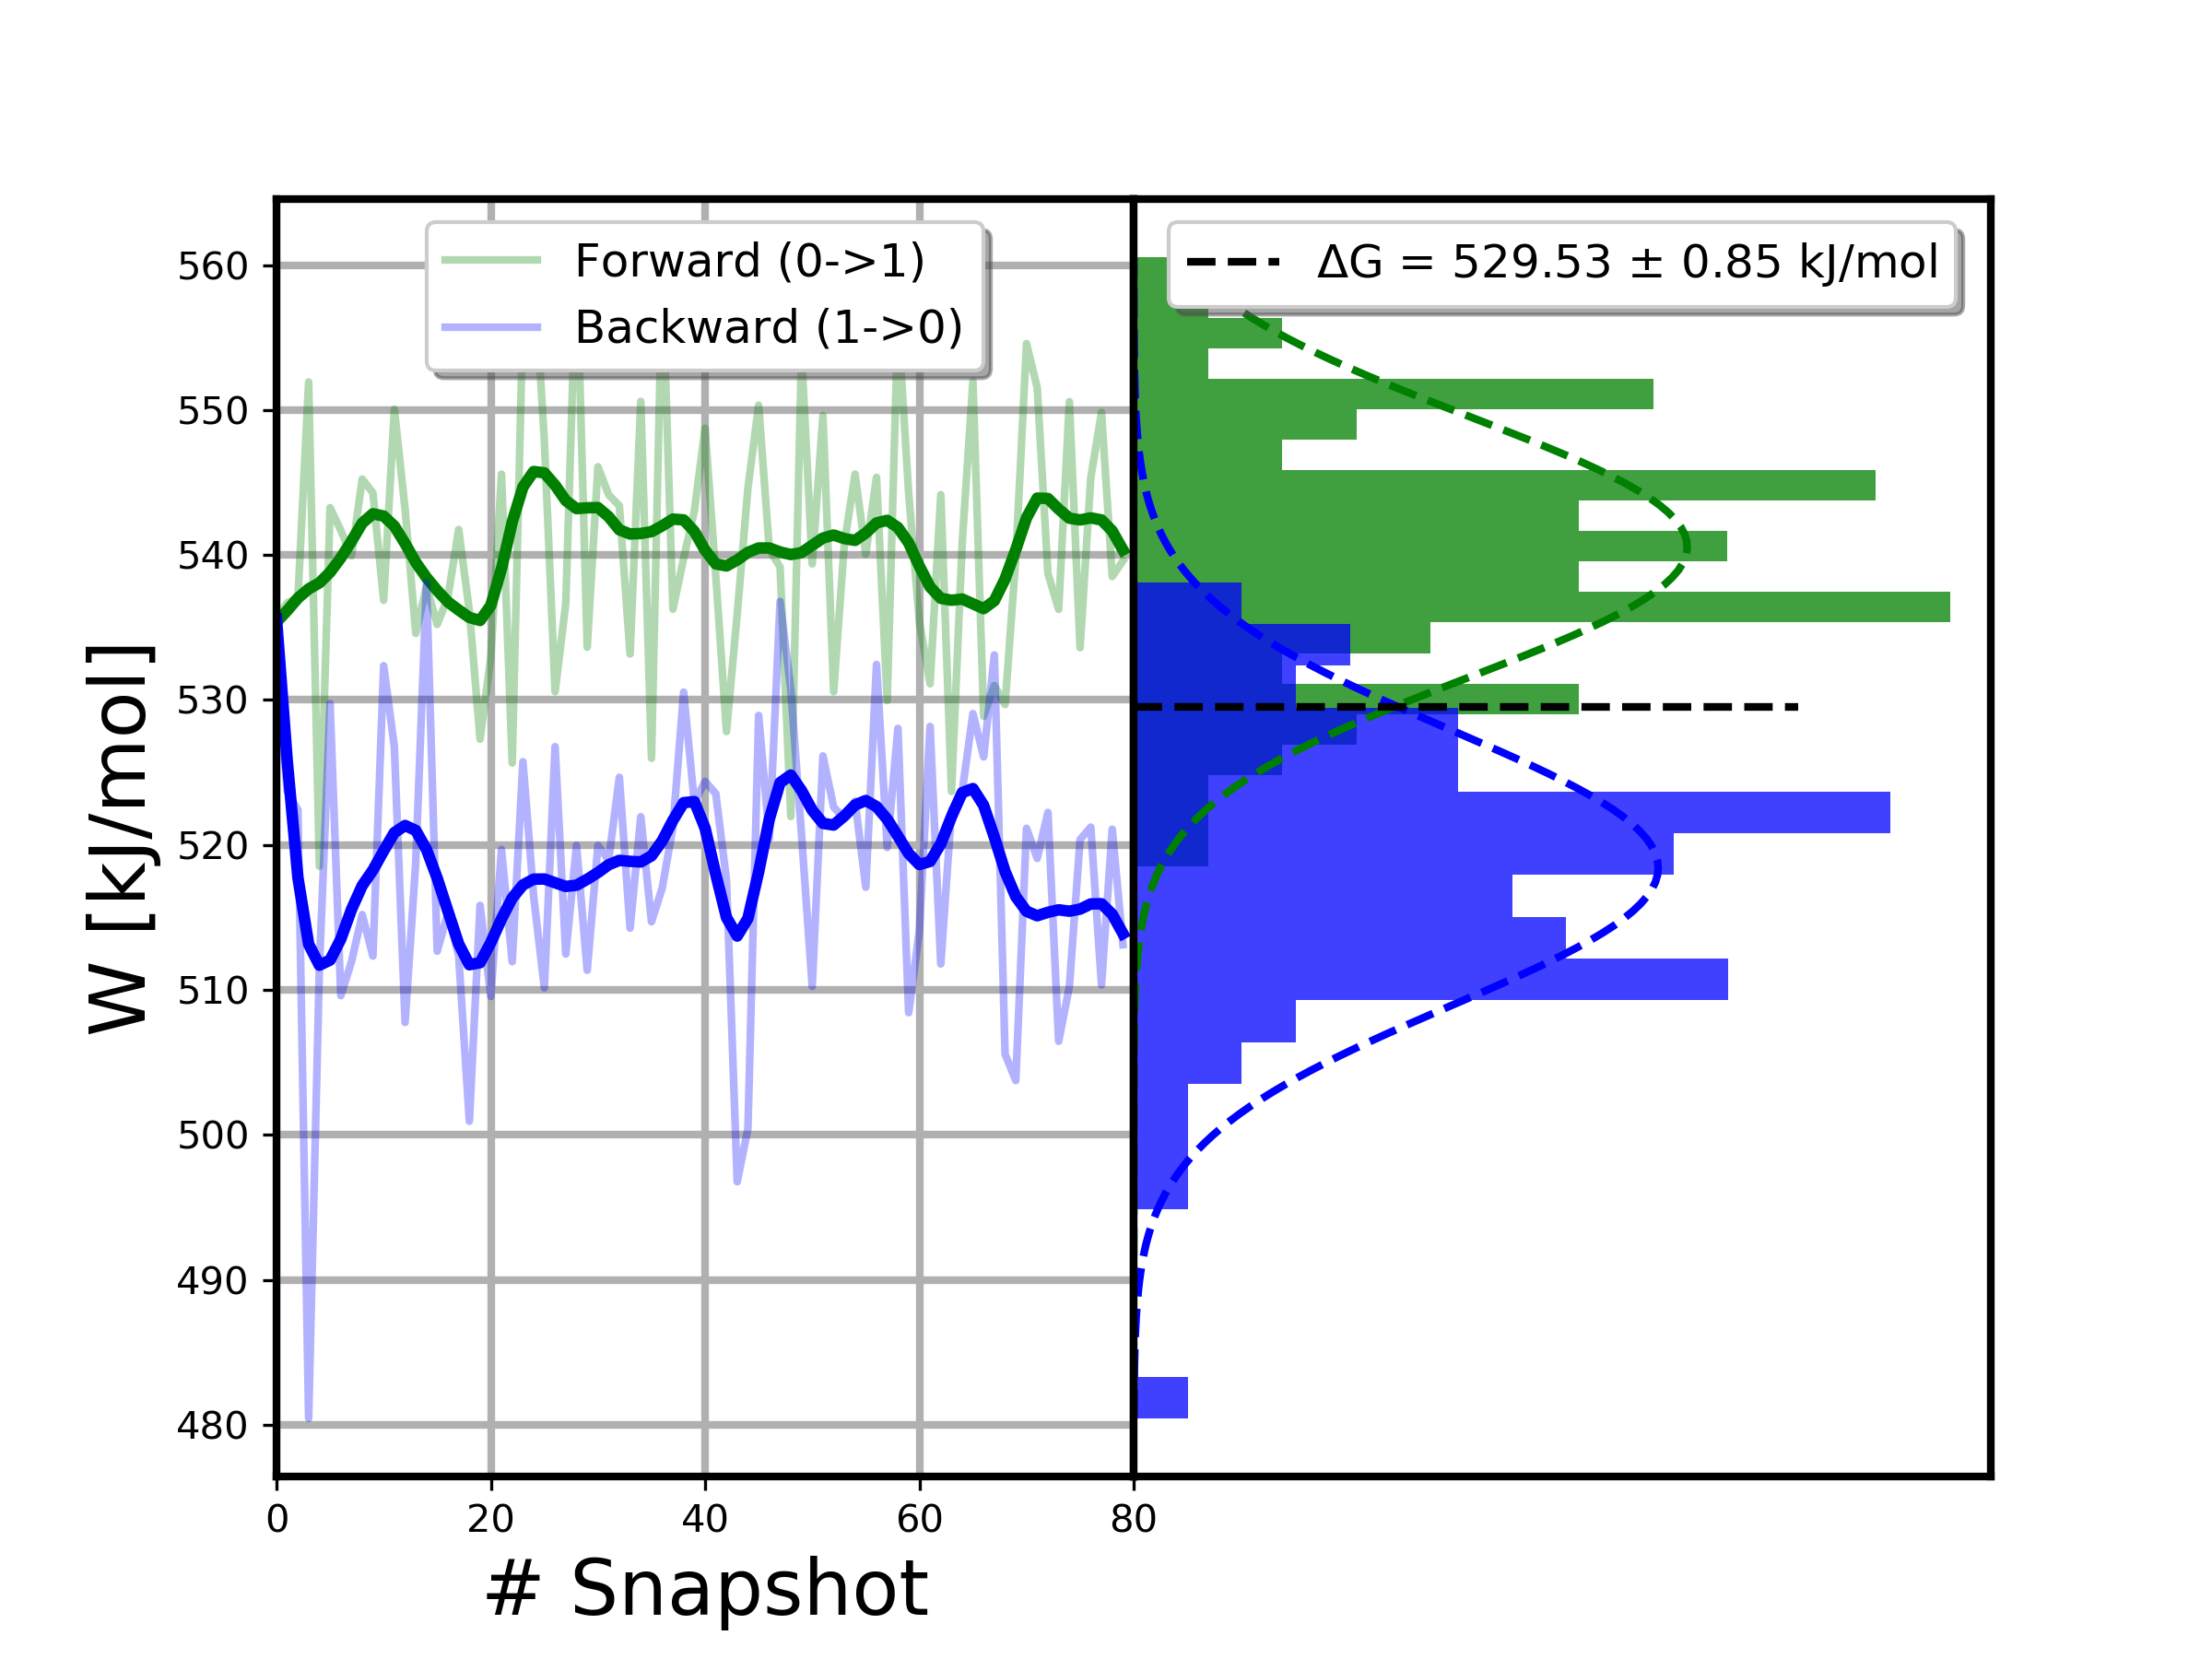 Forward (0->1)
Backward (1->0)
ΔG = 529.53 ± 0.85 kJ/mol
W [kJ/mol]
560
550
540
530
520
510
500
490
480
0 20 40 60 80
# Snapshot